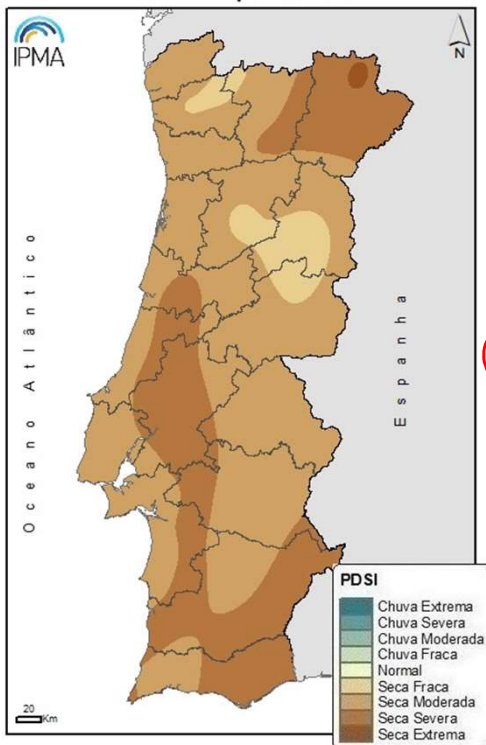 IPMA
N
Oceano Atlântico
Espanha
PDSI
Chuva Extrema
Chuva Severa
Chuva Moderada
Chuva Fraca
Normal
Seca Fraca
Seca Moderada
Seca Severa
Seca Extrema
20
Km